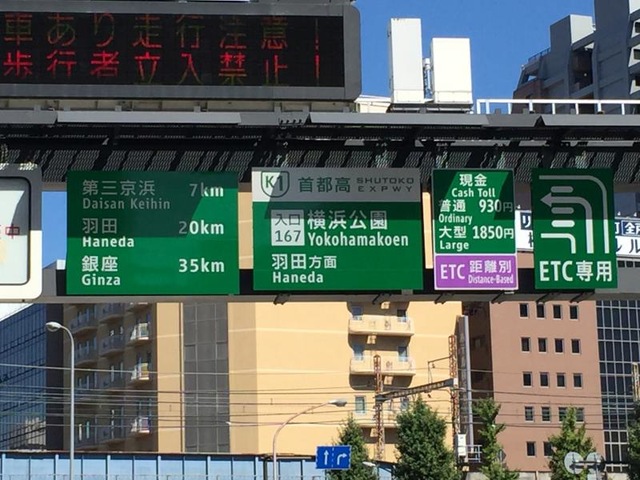 車あり走行注意!
歩行者立入禁止!
第三京浜 7km
Daisan Keihin
羽田 20km
Haneda
銀座 35km
Ginza
K1 首都高 SHUTOKO EXPWY
入口 横浜公園
167 Yokohamakoen
羽田方面
Haneda
現金
Cash Toll
普通 930円
Ordinary
大型 1850円
Large
ETC 距離別
Distance-Based
ETC専用